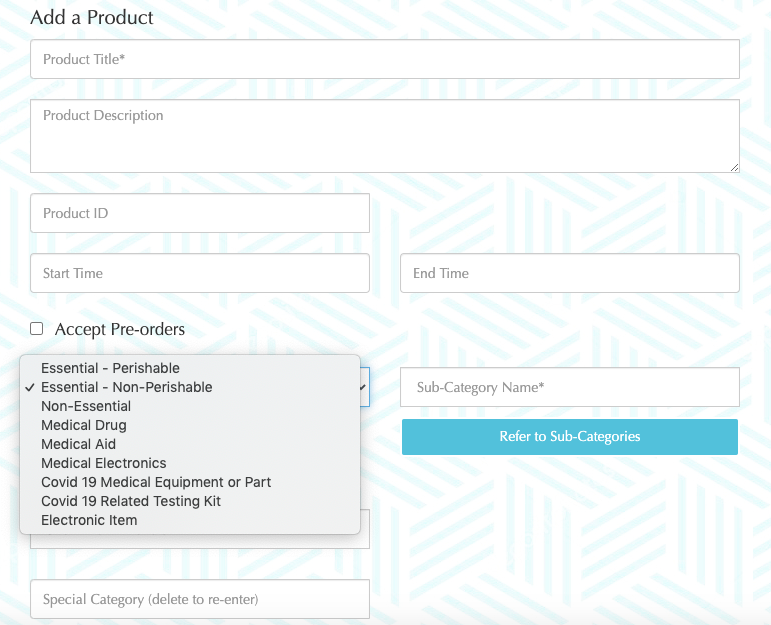 Add a Product
Product Title*
Product Description
Product ID
Start Time
End Time
Accept Pre-orders
Essential - Perishable
✓ Essential - Non-Perishable
Non-Essential
Medical Drug
Medical Aid
Medical Electronics
Covid 19 Medical Equipment or Part
Covid 19 Related Testing Kit
Electronic Item
Sub-Category Name*
Refer to Sub-Categories
Special Category (delete to re-enter)